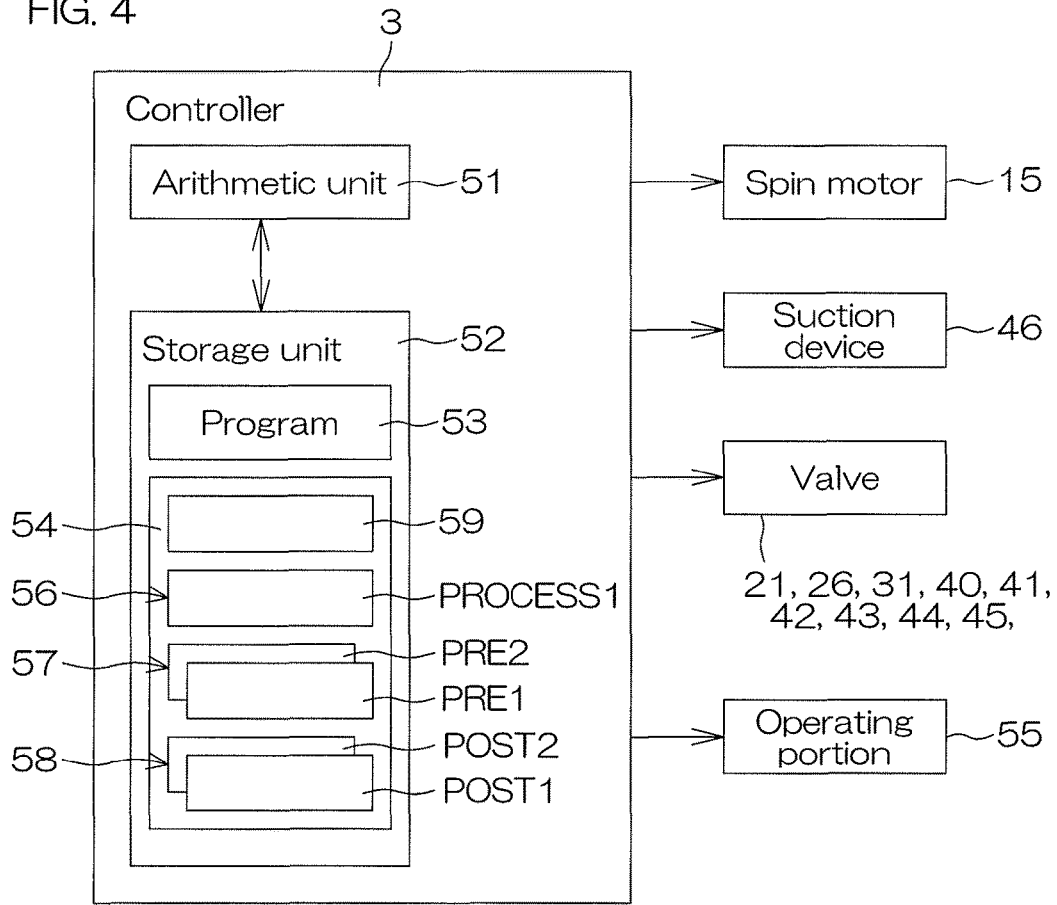 FIG. 4
3
Controller
Arithmetic unit
51
Spin motor
15
Storage unit
52
Suction
device
46
Program
53
Valve
21, 26, 31, 40, 41,
42, 43, 44, 45,
54
59
56
PROCESS1
57
PRE2
PRE1
58
POST2
POST1
Operating
portion
55